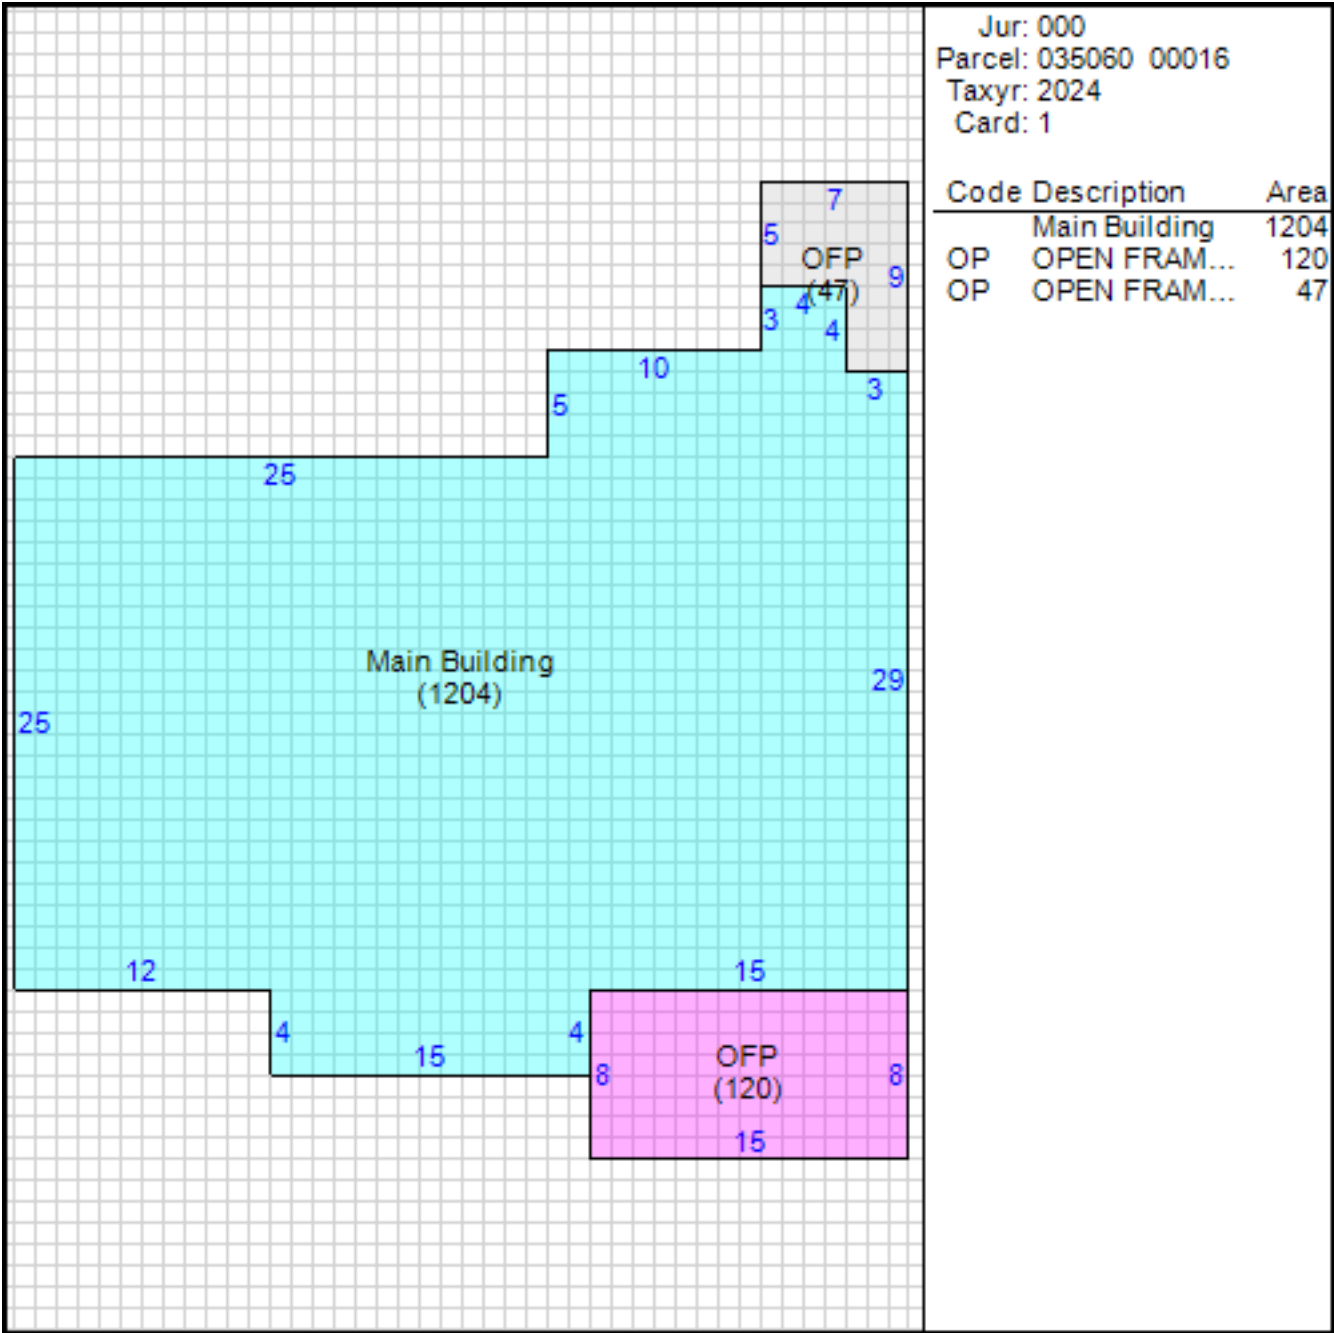 Jur: 000
Parcel: 035060 00016
Taxyr: 2024
Card: 1
Code Description Area
Main Building 1204
OP OPEN FRAM... 120
OP OPEN FRAM... 47
7
5
OFP
(47)
9
4
3
4
10
3
5
25
Main Building
(1204)
29
25
12
15
4
4
15
OFP
(120)
8
8
15